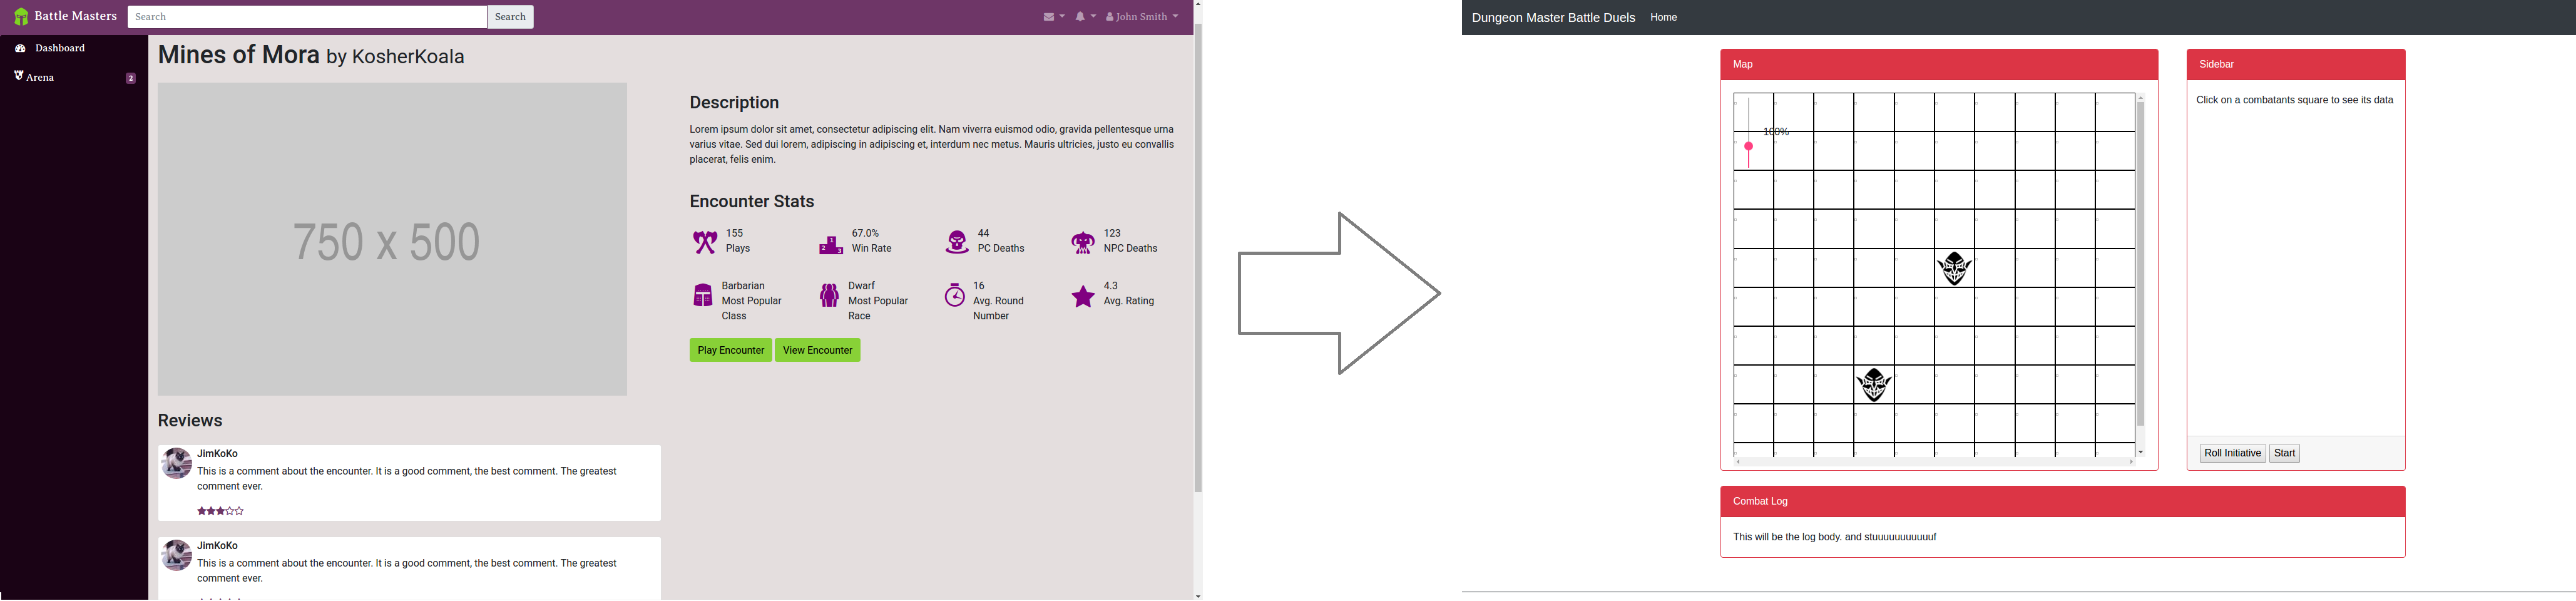 Battle Masters
Search
Search
John Smith
Dashboard
Arena
2
Mines of Mora by KosherKoala
750 x 500
Description
Lorem ipsum dolor sit amet, consectetur adipiscing elit. Nam viverra euismod odio, gravida pellentesque urna
varius vitae. Sed dui lorem, adipiscing in adipiscing et, interdum nec metus. Mauris ultricies, justo eu convallis
placerat, felis enim.
Encounter Stats
155
Plays
67.0%
Win Rate
44
PC Deaths
123
NPC Deaths
Barbarian
Most Popular
Class
Dwarf
Most Popular
Race
16
Avg. Round
Number
4.3
Avg. Rating
Play Encounter
View Encounter
Reviews
JimKoKo
This is a comment about the encounter. It is a good comment, the best comment. The greatest
comment ever.
JimKoKo
This is a comment about the encounter. It is a good comment, the best comment. The greatest
comment ever.
Dungeon Master Battle Duels
Home
Map
100%
Sidebar
Click on a combatants square to see its data
Roll Initiative
Start
Combat Log
This will be the log body. and stuuuuuuuuuuf